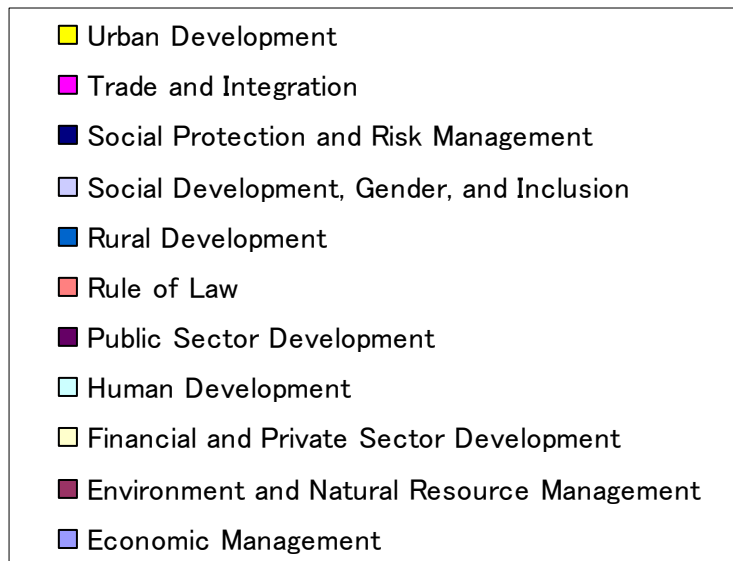 Urban Development
Trade and Integration
Social Protection and Risk Management
Social Development, Gender, and Inclusion
Rural Development
Rule of Law
Public Sector Development
Human Development
Financial and Private Sector Development
Environment and Natural Resource Management
Economic Management